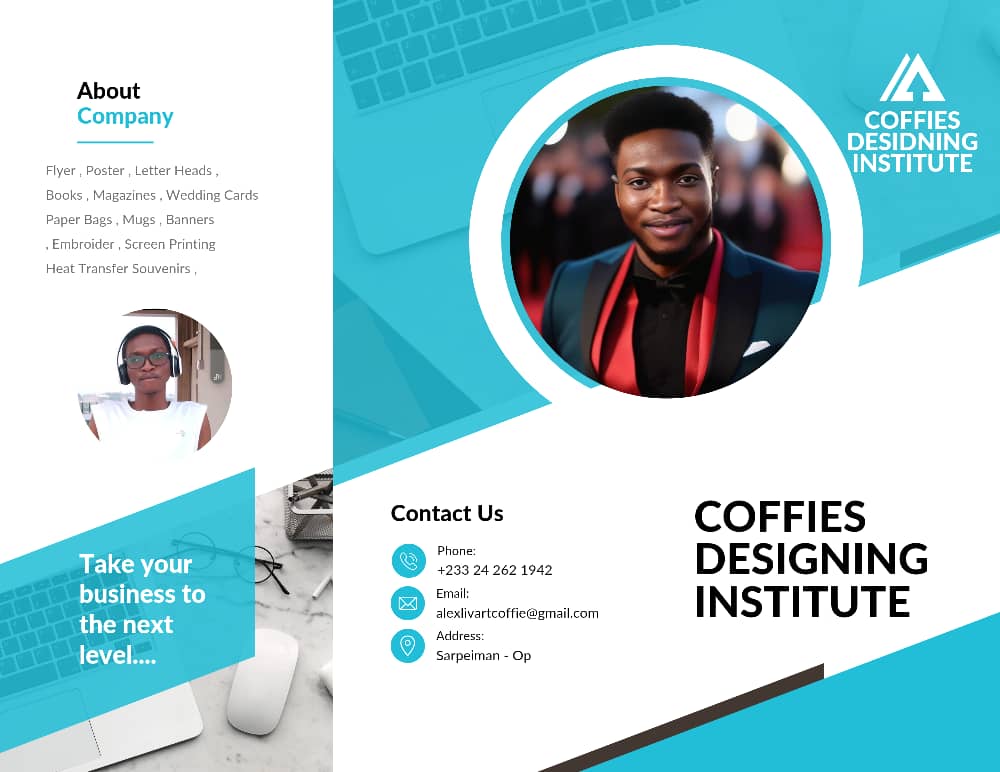 About
Company
Flyer , Poster , Letter Heads ,
Books , Magazines , Wedding Cards
Paper Bags , Mugs , Banners
, Embroider , Screen Printing
Heat Transfer Souvenirs ,
Take your
business to
the next
level....
Contact Us
Phone:
+233 24 262 1942
Email:
alexlivartcoffie@gmail.com
Address:
Sarpeiman - Op
COFFIES
DESIDNING
INSTITUTE
COFFIES
DESIGNING
INSTITUTE